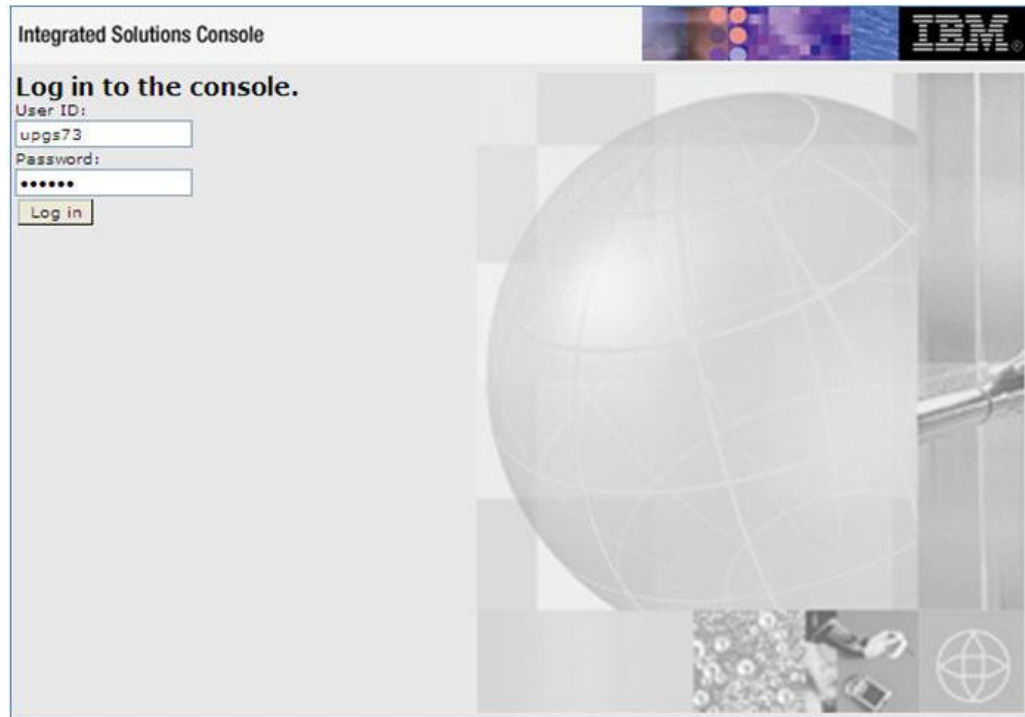 Integrated Solutions Console
IBM®
Log in to the console.
User ID:
upgs73
Password:
••••••
Log in